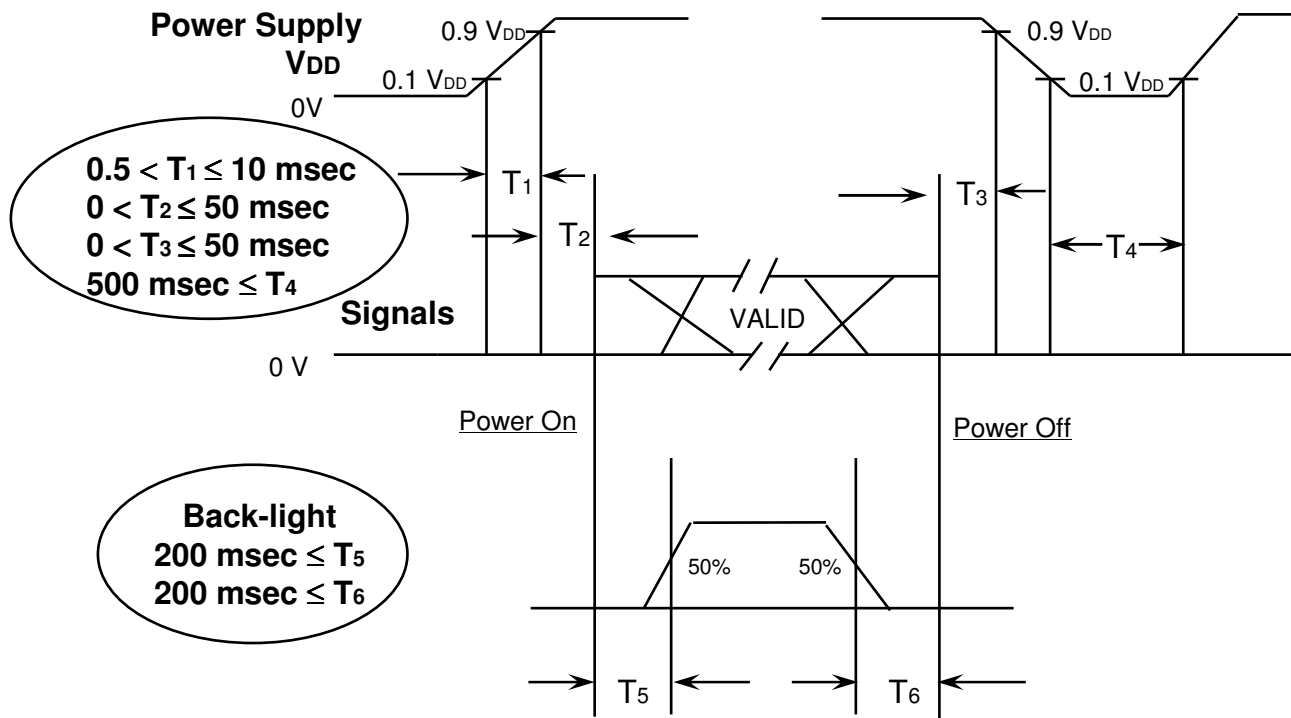 Power Supply
VDD
0.9 VDD
0.1 VDD
0V
0.9 VDD
0.1 VDD
0.5 < T1 ≤ 10 msec
0 < T2 ≤ 50 msec
0 < T3 ≤ 50 msec
500 msec ≤ T4
T1
T2
T3
T4
Signals
VALID
0 V
Power On
Power Off
Back-light
200 msec ≤ T5
200 msec ≤ T6
50%
50%
T5
T6